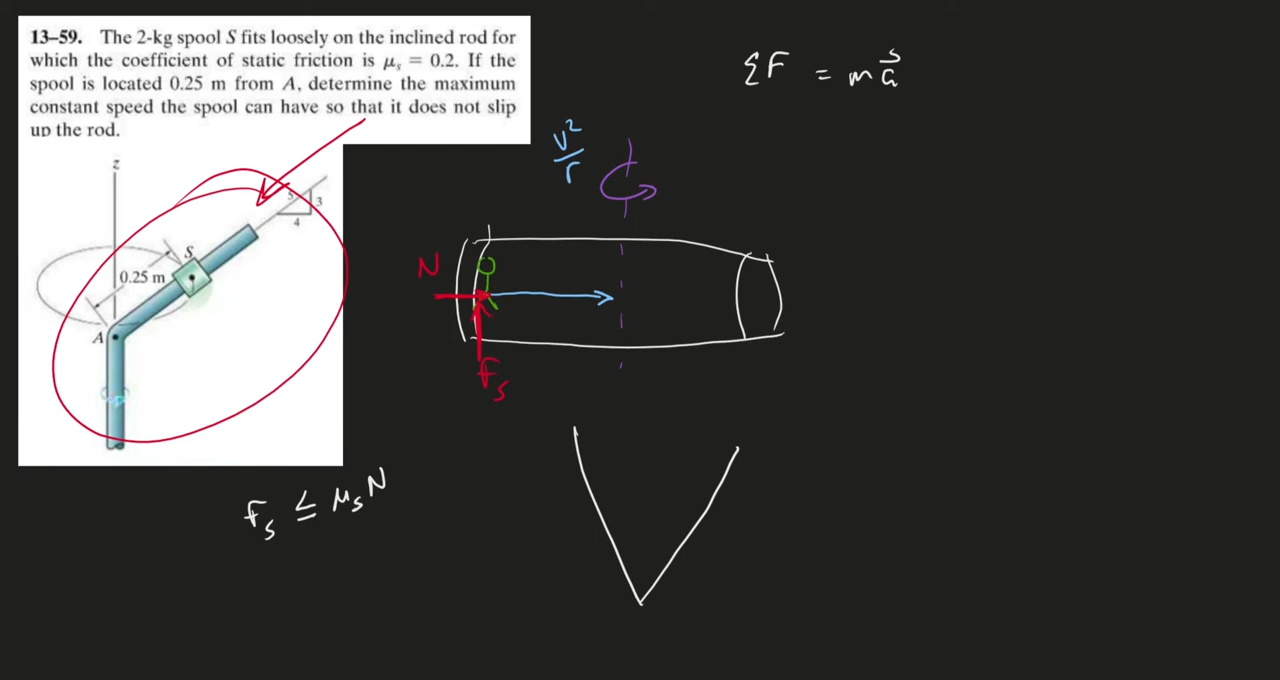 13–59. The 2-kg spool S fits loosely on the inclined rod for
which the coefficient of static friction is μs = 0.2. If the
spool is located 0.25 m from A, determine the maximum
constant speed the spool can have so that it does not slip
up the rod.
z
5
3
4
S
0.25 m
A
ΣF = ma⃗
v²/r
N
fs
fs ≤ μsN